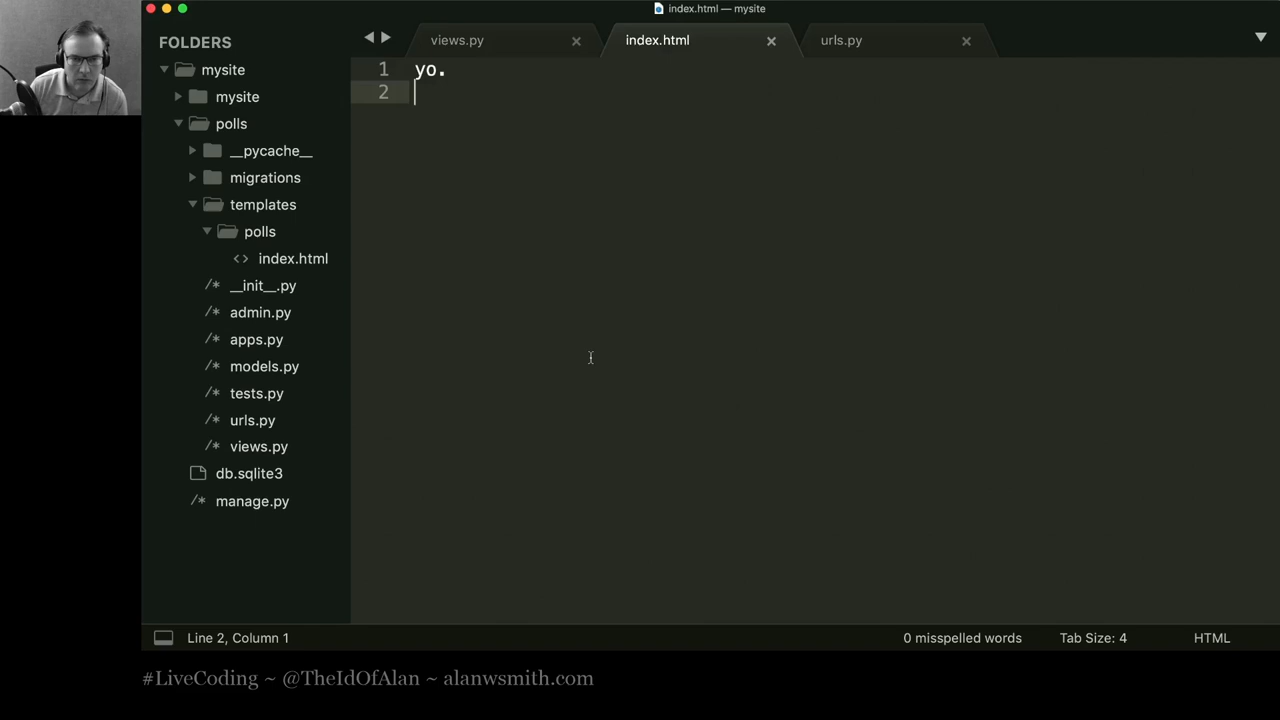 index.html — mysite
FOLDERS
mysite
mysite
polls
__pycache__
migrations
templates
polls
<> index.html
/* __init__.py
/* admin.py
/* apps.py
/* models.py
/* tests.py
/* urls.py
/* views.py
db.sqlite3
/* manage.py
views.py × index.html × urls.py ×
1 yo.
2
Line 2, Column 1 0 misspelled words Tab Size: 4 HTML
#LiveCoding ~ @TheIdOfAlan ~ alanwsmith.com